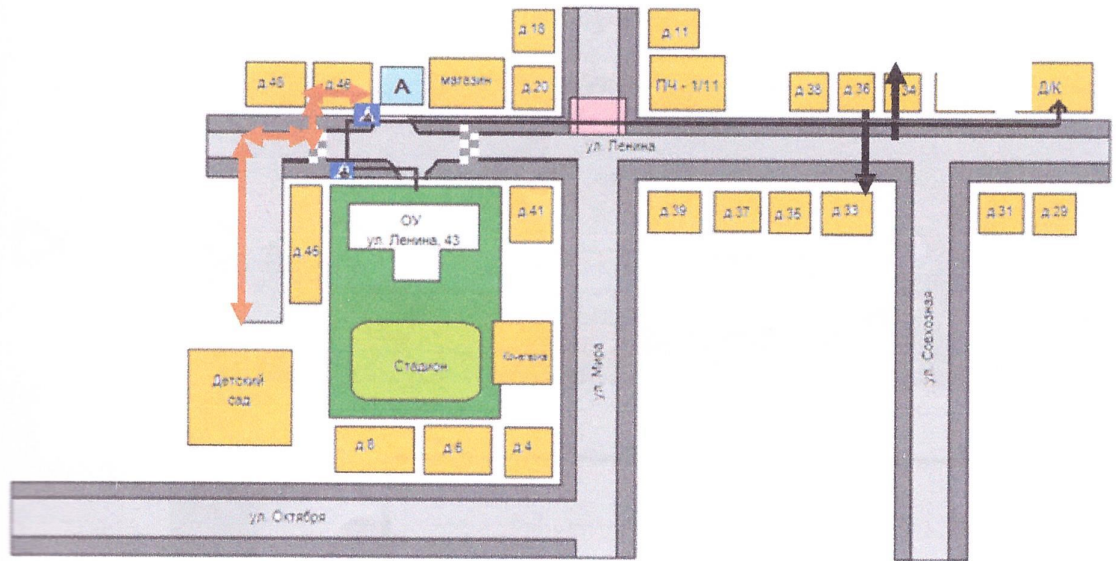 д.18
д.11
д.46
А
магазин
д.20
ПЧ - 1/11
д.38
д.36
д.34
Д/К
А
ул. Ленина
А
ОУ
ул. Ленина, 43
д.41
д.39
д.37
д.35
д.33
д.31
д.29
д.45
Стадион
ул. Мира
ул. Совхозная
Детский
сад
д.8
д.6
д.4
ул. Октября